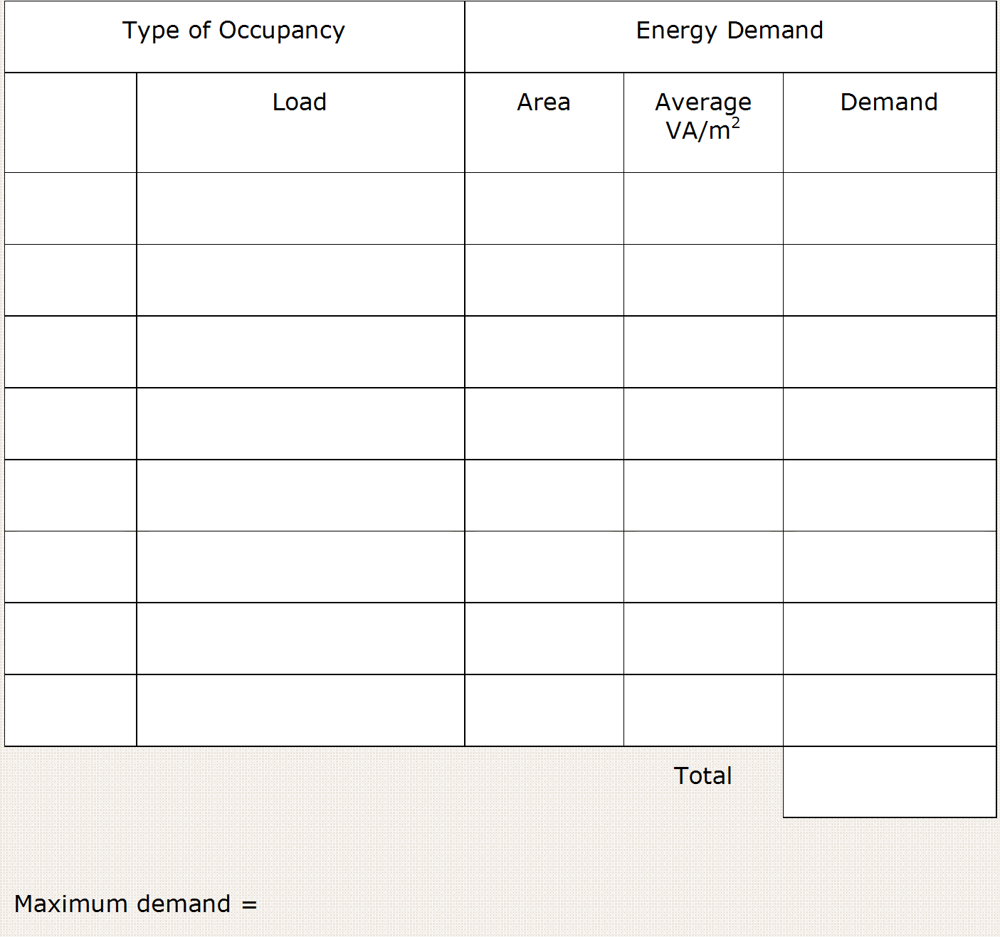 Type of Occupancy
Energy Demand
Load
Area
Average
VA/m²
Demand
Total
Maximum demand =